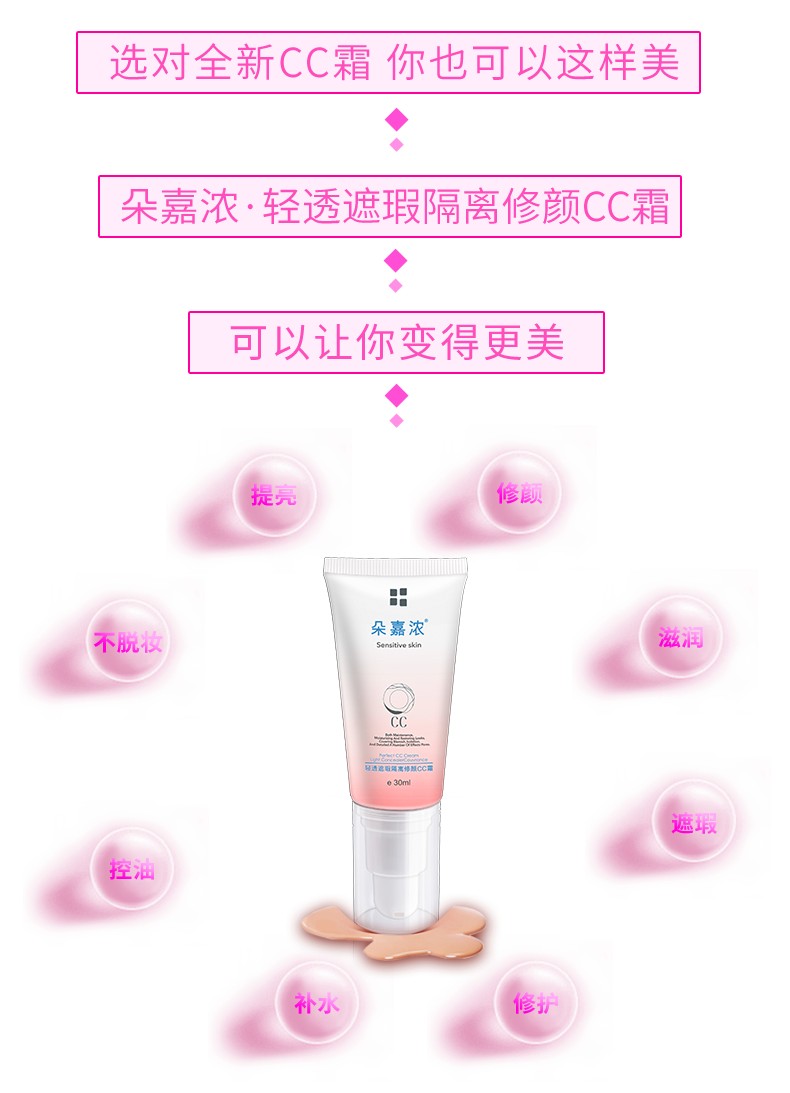 选对全新CC霜 你也可以这样美
朵嘉浓·轻透遮瑕隔离修颜CC霜
可以让你变得更美
提亮
修颜
不脱妆
滋润
朵嘉浓®
Sensitive skin
CC
Perfect CC Cream
轻透遮瑕隔离修颜CC霜
e 30ml
遮瑕
控油
补水
修护